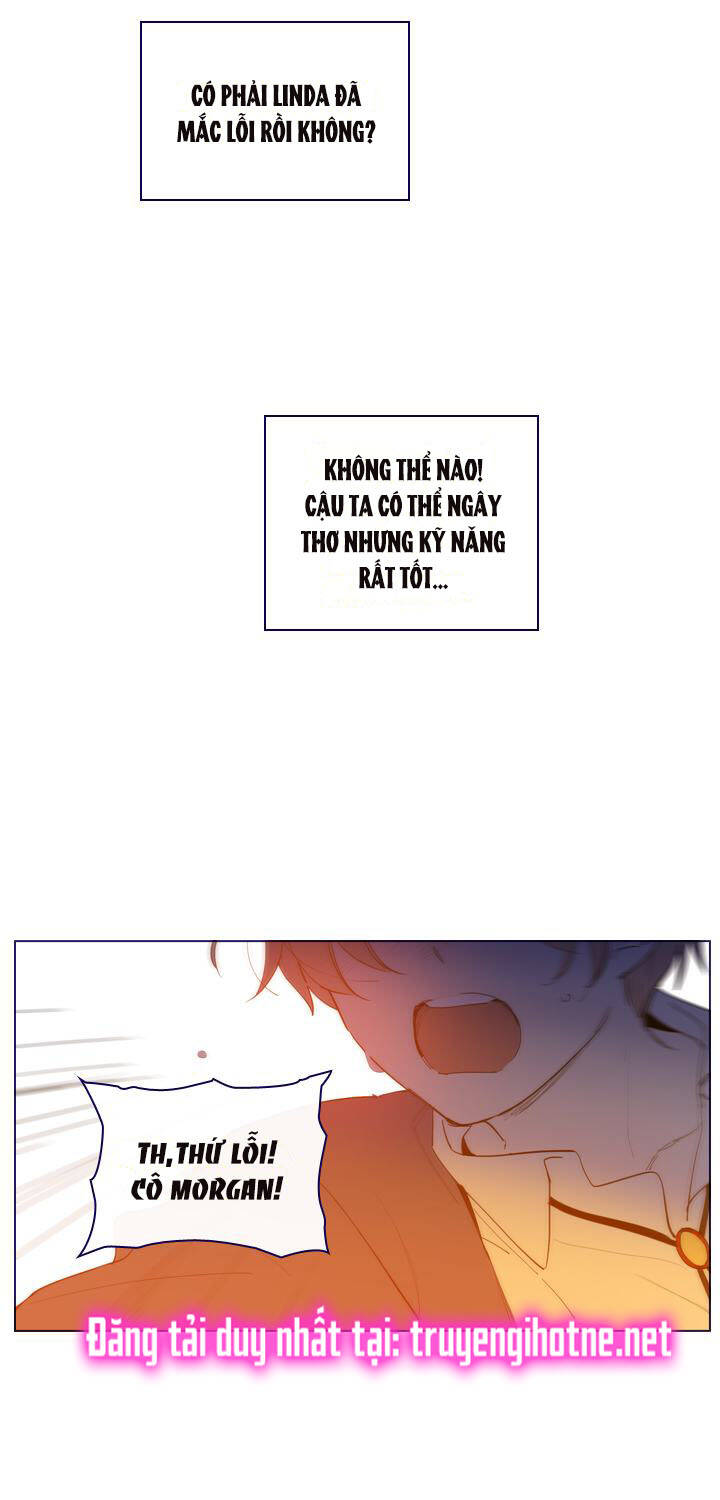 CÓ PHẢI LINDA ĐÃ
MẮC LỖI RỒI KHÔNG?
KHÔNG THỂ NÀO!
CẬU TA CÓ THỂ NGÂY
THƠ NHƯNG KỸ NĂNG
RẤT TỐT...
TH,THỨ LỖI!
CÔ MORGAN!
Đăng tải duy nhất tại: truyengihotne.net